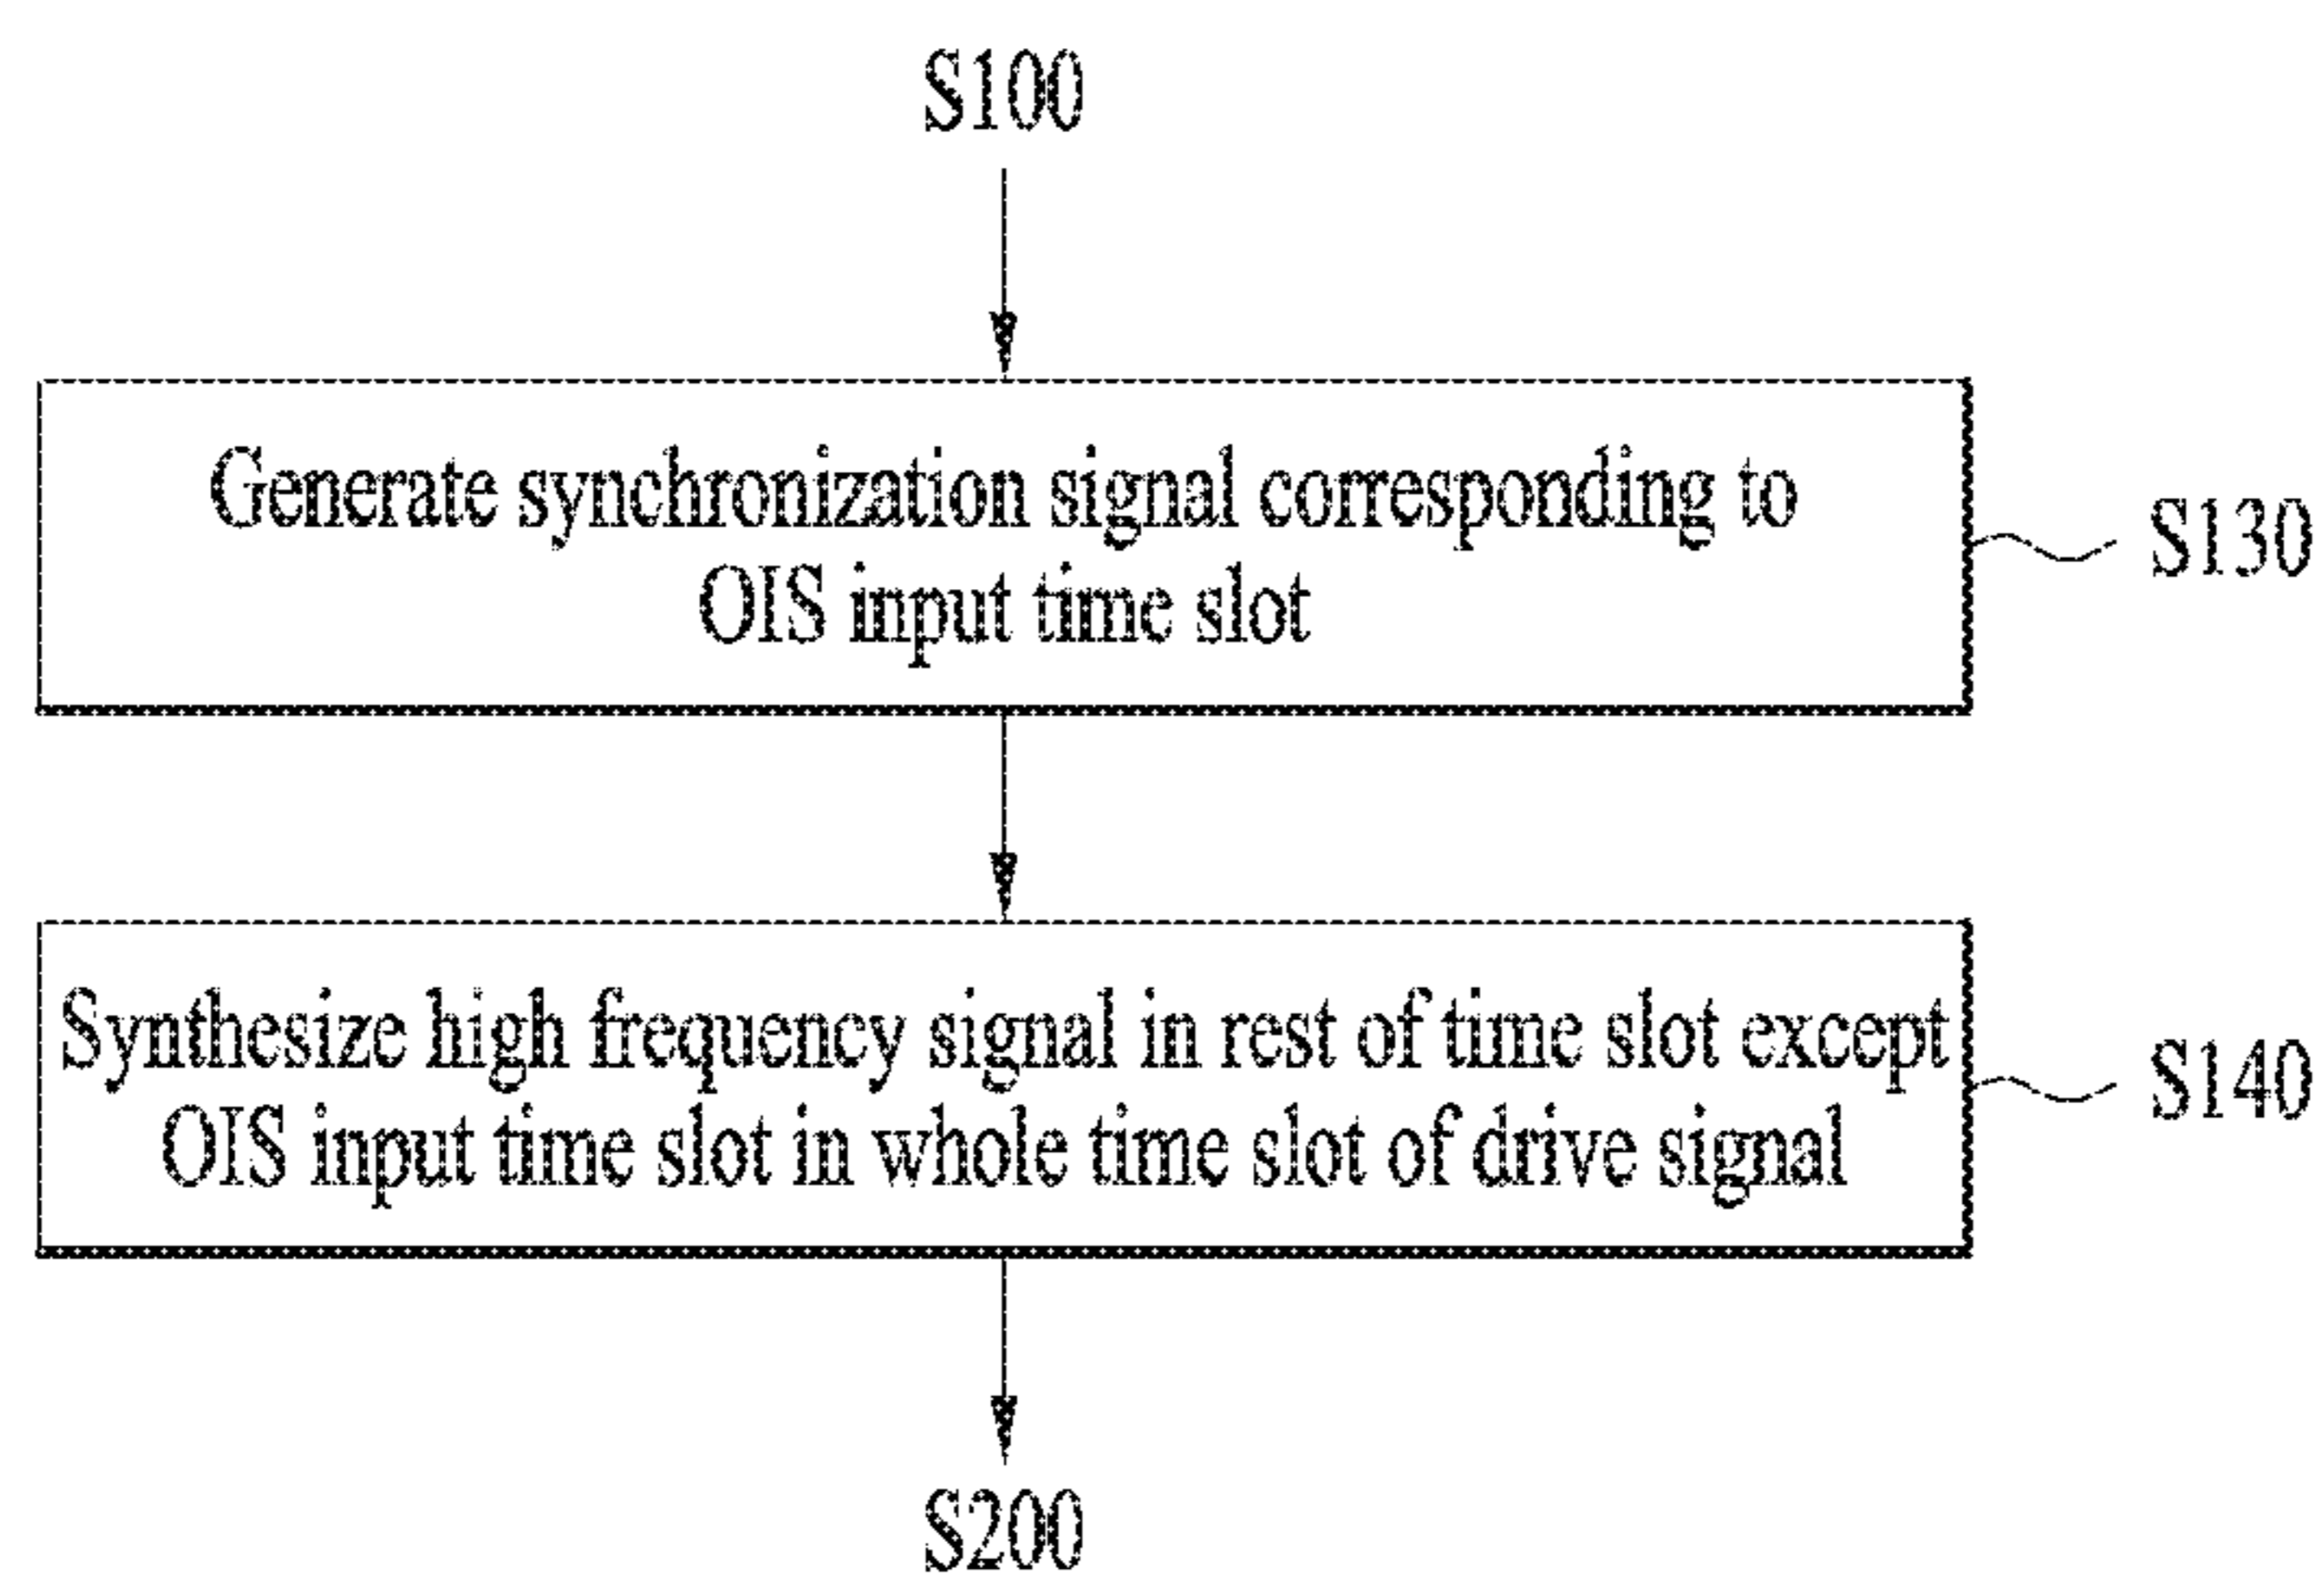 S100
Generate synchronization signal corresponding to
OIS input time slot
S130
Synthesize high frequency signal in rest of time slot except
OIS input time slot in whole time slot of drive signal
S140
S200